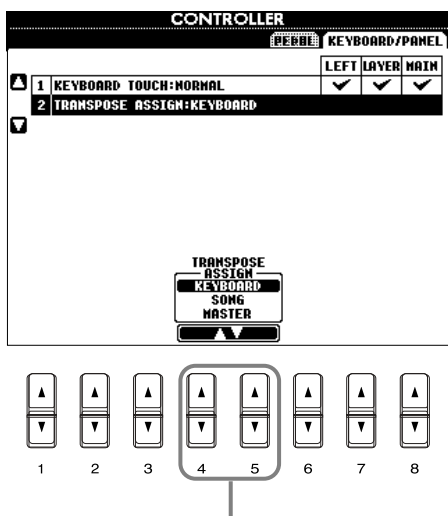 CONTROLLER
PEDAL KEYBOARD/PANEL
LEFT LAYER MAIN
1 KEYBOARD TOUCH:NORMAL
2 TRANSPOSE ASSIGN:KEYBOARD
TRANSPOSE
ASSIGN
KEYBOARD
SONG
MASTER
1 2 3 4 5 6 7 8